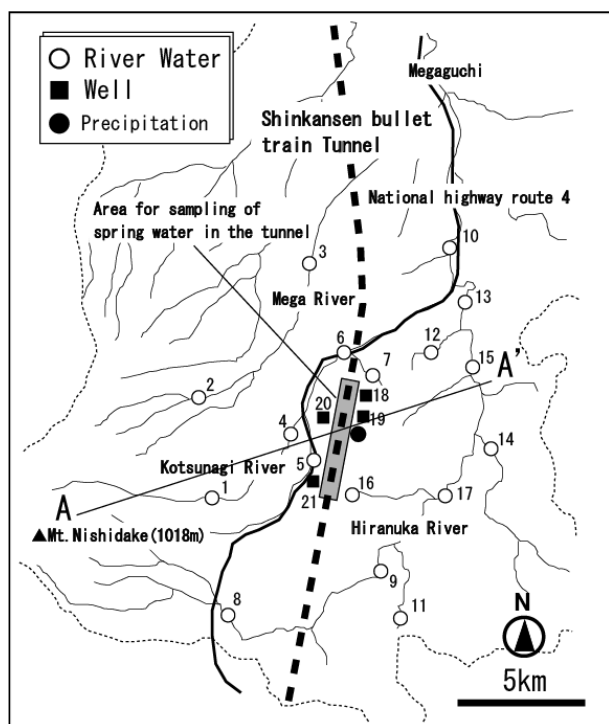 River Water
Well
Precipitation
Megaguchi
Shinkansen bullet
train Tunnel
National highway route 4
Area for sampling of
spring water in the tunnel
3
10
Mega River
13
6
12
7
15
A'
2
18
20
19
4
14
5
Kotsunagi River
1
16
17
21
A
Hiranuka River
▲Mt. Nishidake(1018m)
9
8
11
N
5km